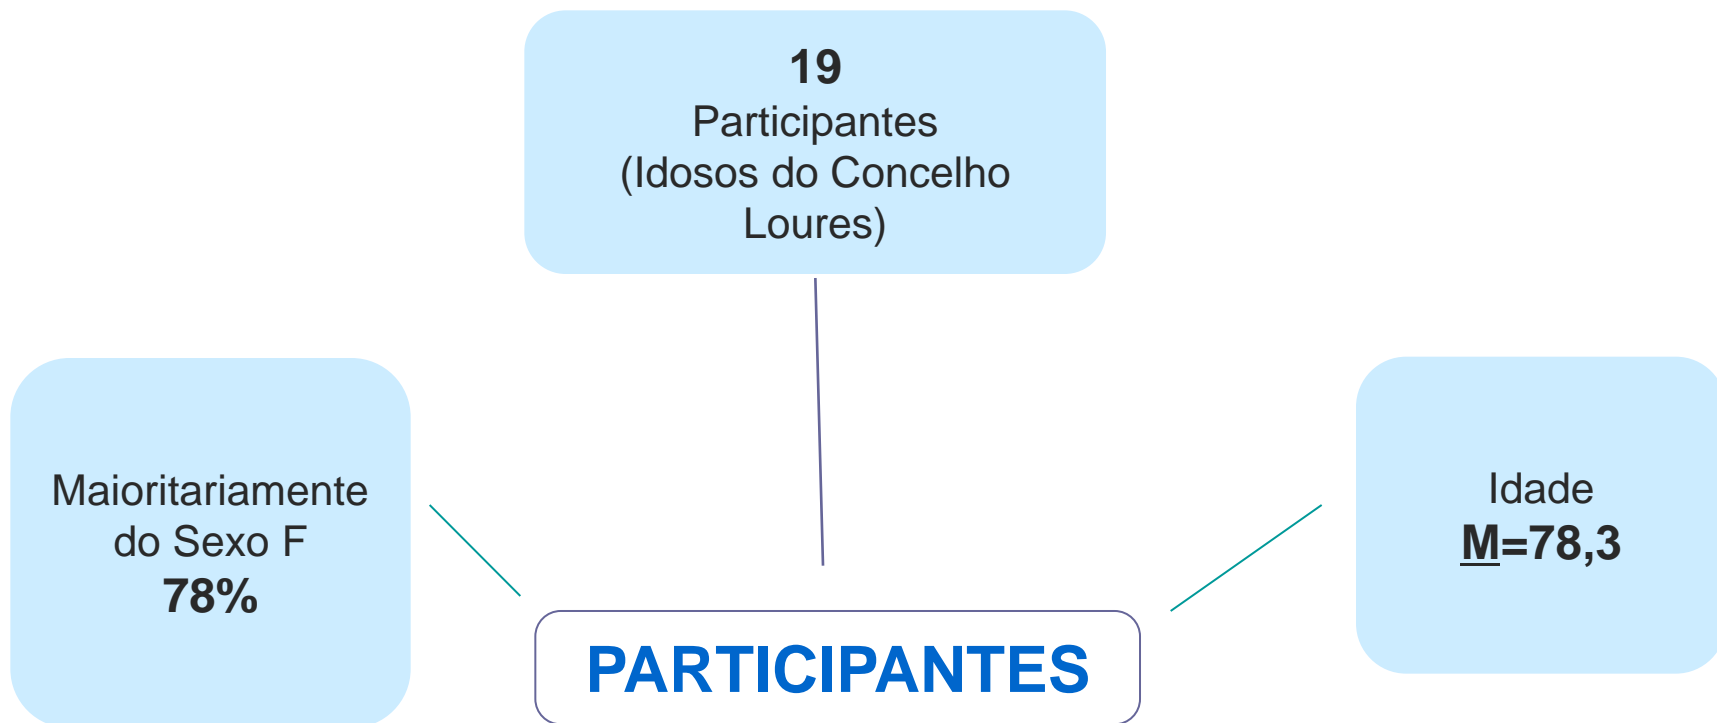 19
Participantes
(Idosos do Concelho
Loures)
Maioritariamente
do Sexo F
78%
Idade
M=78,3
PARTICIPANTES